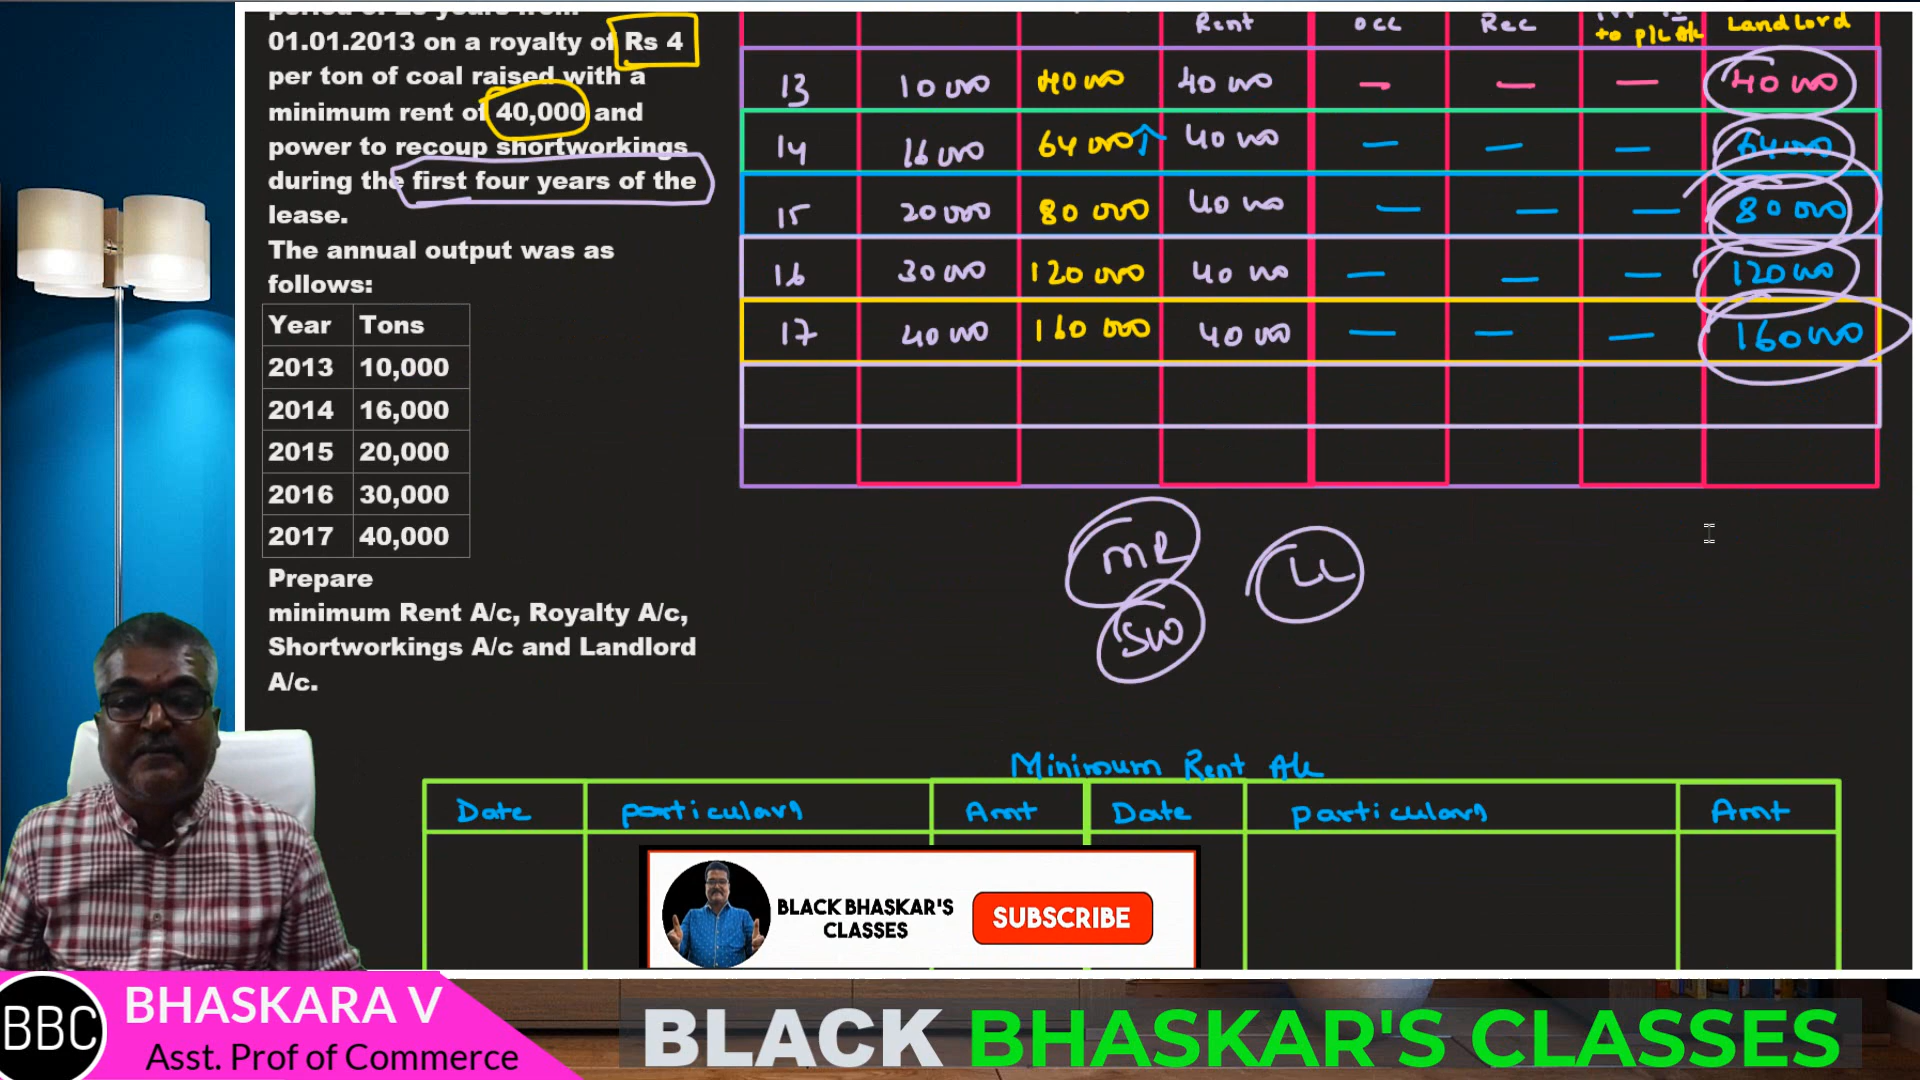 period of 25 years from
01.01.2013 on a royalty of Rs 4
per ton of coal raised with a
minimum rent of 40,000 and
power to recoup shortworkings
during the first four years of the
lease.
The annual output was as
follows:
Year Tons
2013 10,000
2014 16,000
2015 20,000
2016 30,000
2017 40,000
Prepare
minimum Rent A/c, Royalty A/c,
Shortworkings A/c and Landlord
A/c.
Rent occ Rec to P/L A/c Landlord
13 10000 40000 40000 — — — 40000
14 16000 64000 40000 — — — 64000
15 20000 80000 40000 — — — 80000
16 30000 120000 40000 — — — 120000
17 40000 160000 40000 — — — 160000
MR LL
SW
Minimum Rent A/c
Date particulars Amt Date particulars Amt
BLACK BHASKAR'S
CLASSES
SUBSCRIBE
BBC
BHASKARA V
Asst. Prof of Commerce
BLACK BHASKAR'S CLASSES